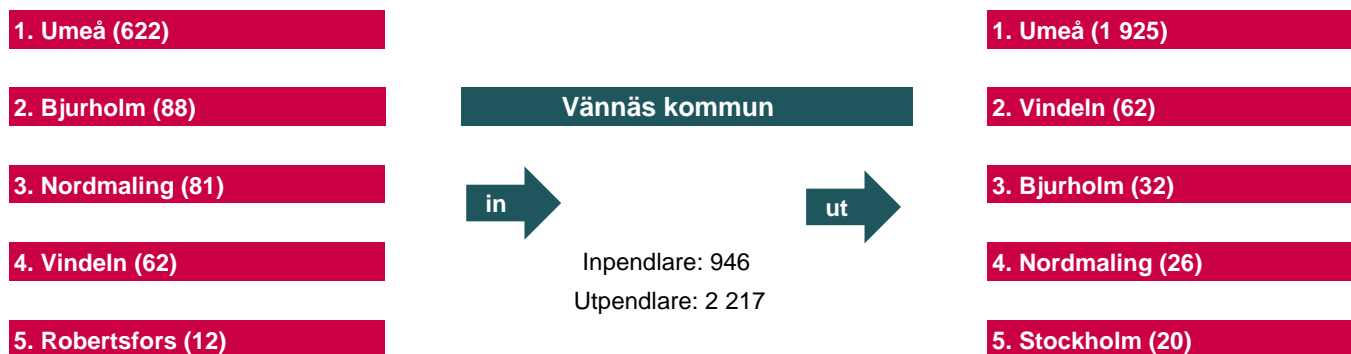 1. Umeå (622)
2. Bjurholm (88)
3. Nordmaling (81)
4. Vindeln (62)
5. Robertsfors (12)
Vännäs kommun
in
ut
Inpendlare: 946
Utpendlare: 2 217
1. Umeå (1 925)
2. Vindeln (62)
3. Bjurholm (32)
4. Nordmaling (26)
5. Stockholm (20)